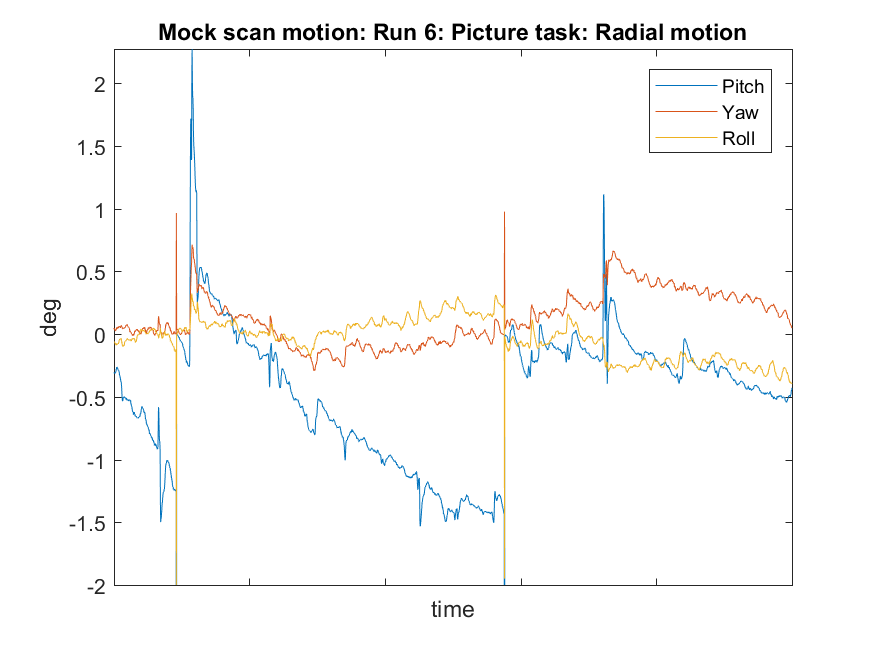 Mock scan motion: Run 6: Picture task: Radial motion
Pitch
Yaw
Roll
2
1.5
1
0.5
0
-0.5
-1
-1.5
-2
deg
time